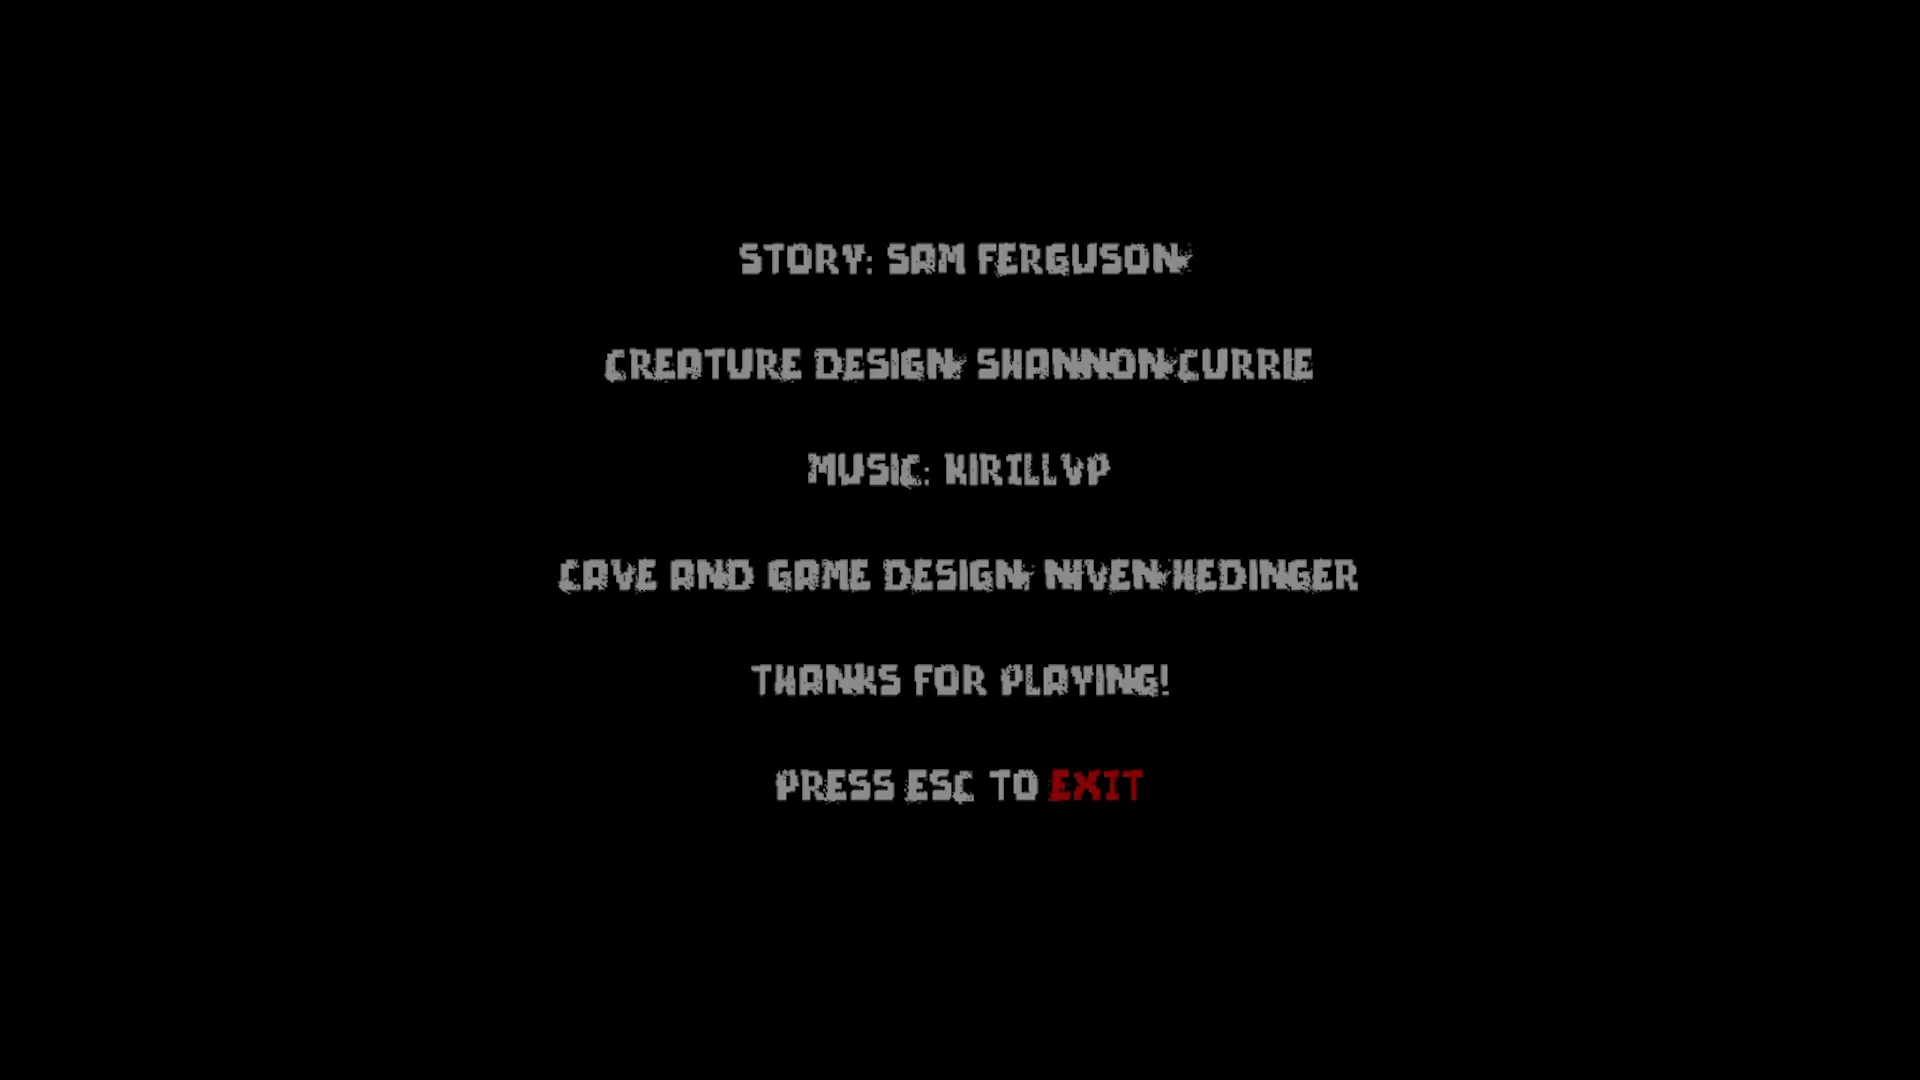 STORY: SAM FERGUSON
CREATURE DESIGN: SHANNON CURRIE
MUSIC: KIRILLVP
CAVE AND GAME DESIGN: NIVEN HEDINGER
THANKS FOR PLAYING!
PRESS ESC TO EXIT